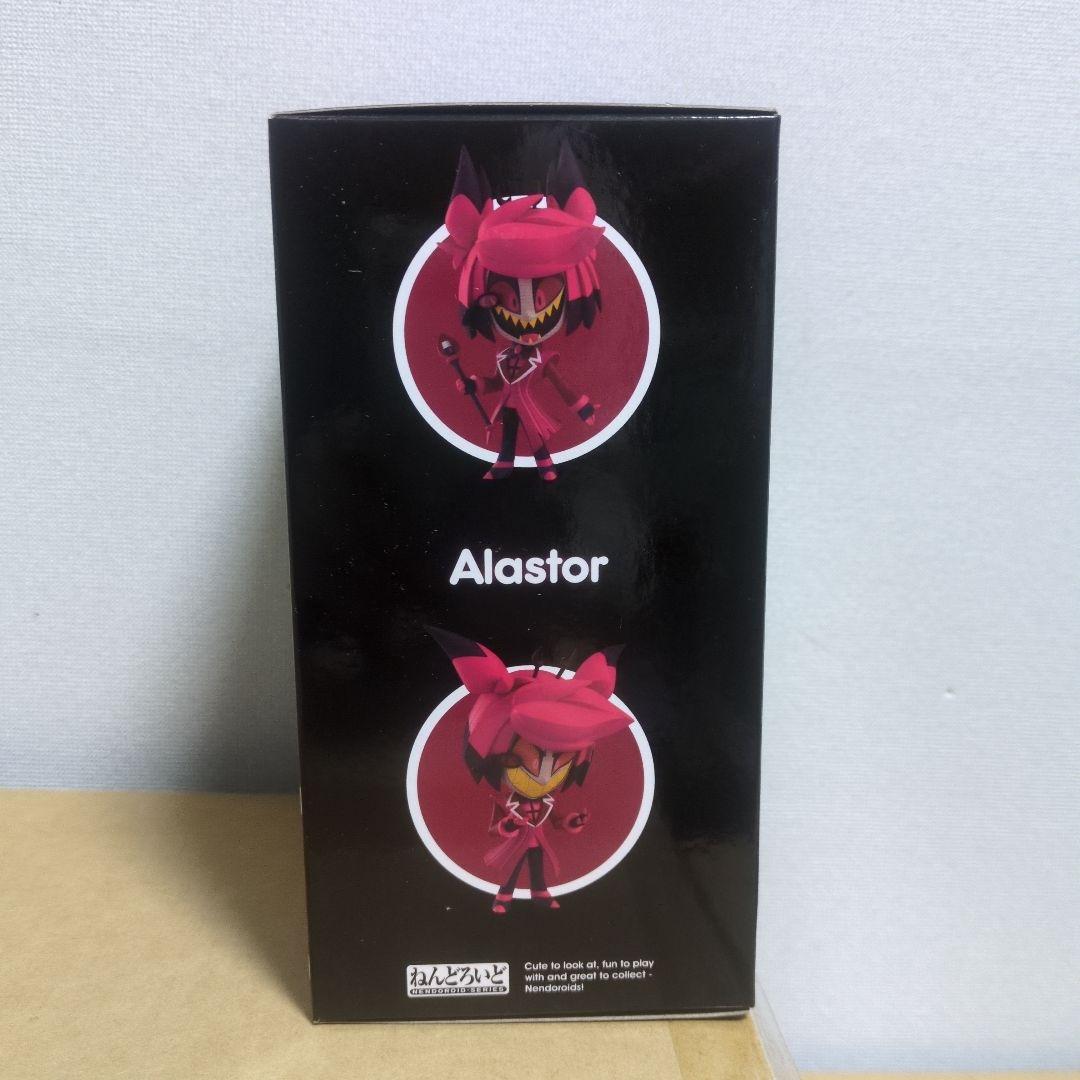 Alastor
ねんどろいど
NENDOROID SERIES
Cute to look at, fun to play
with and great to collect -
Nendoroids!